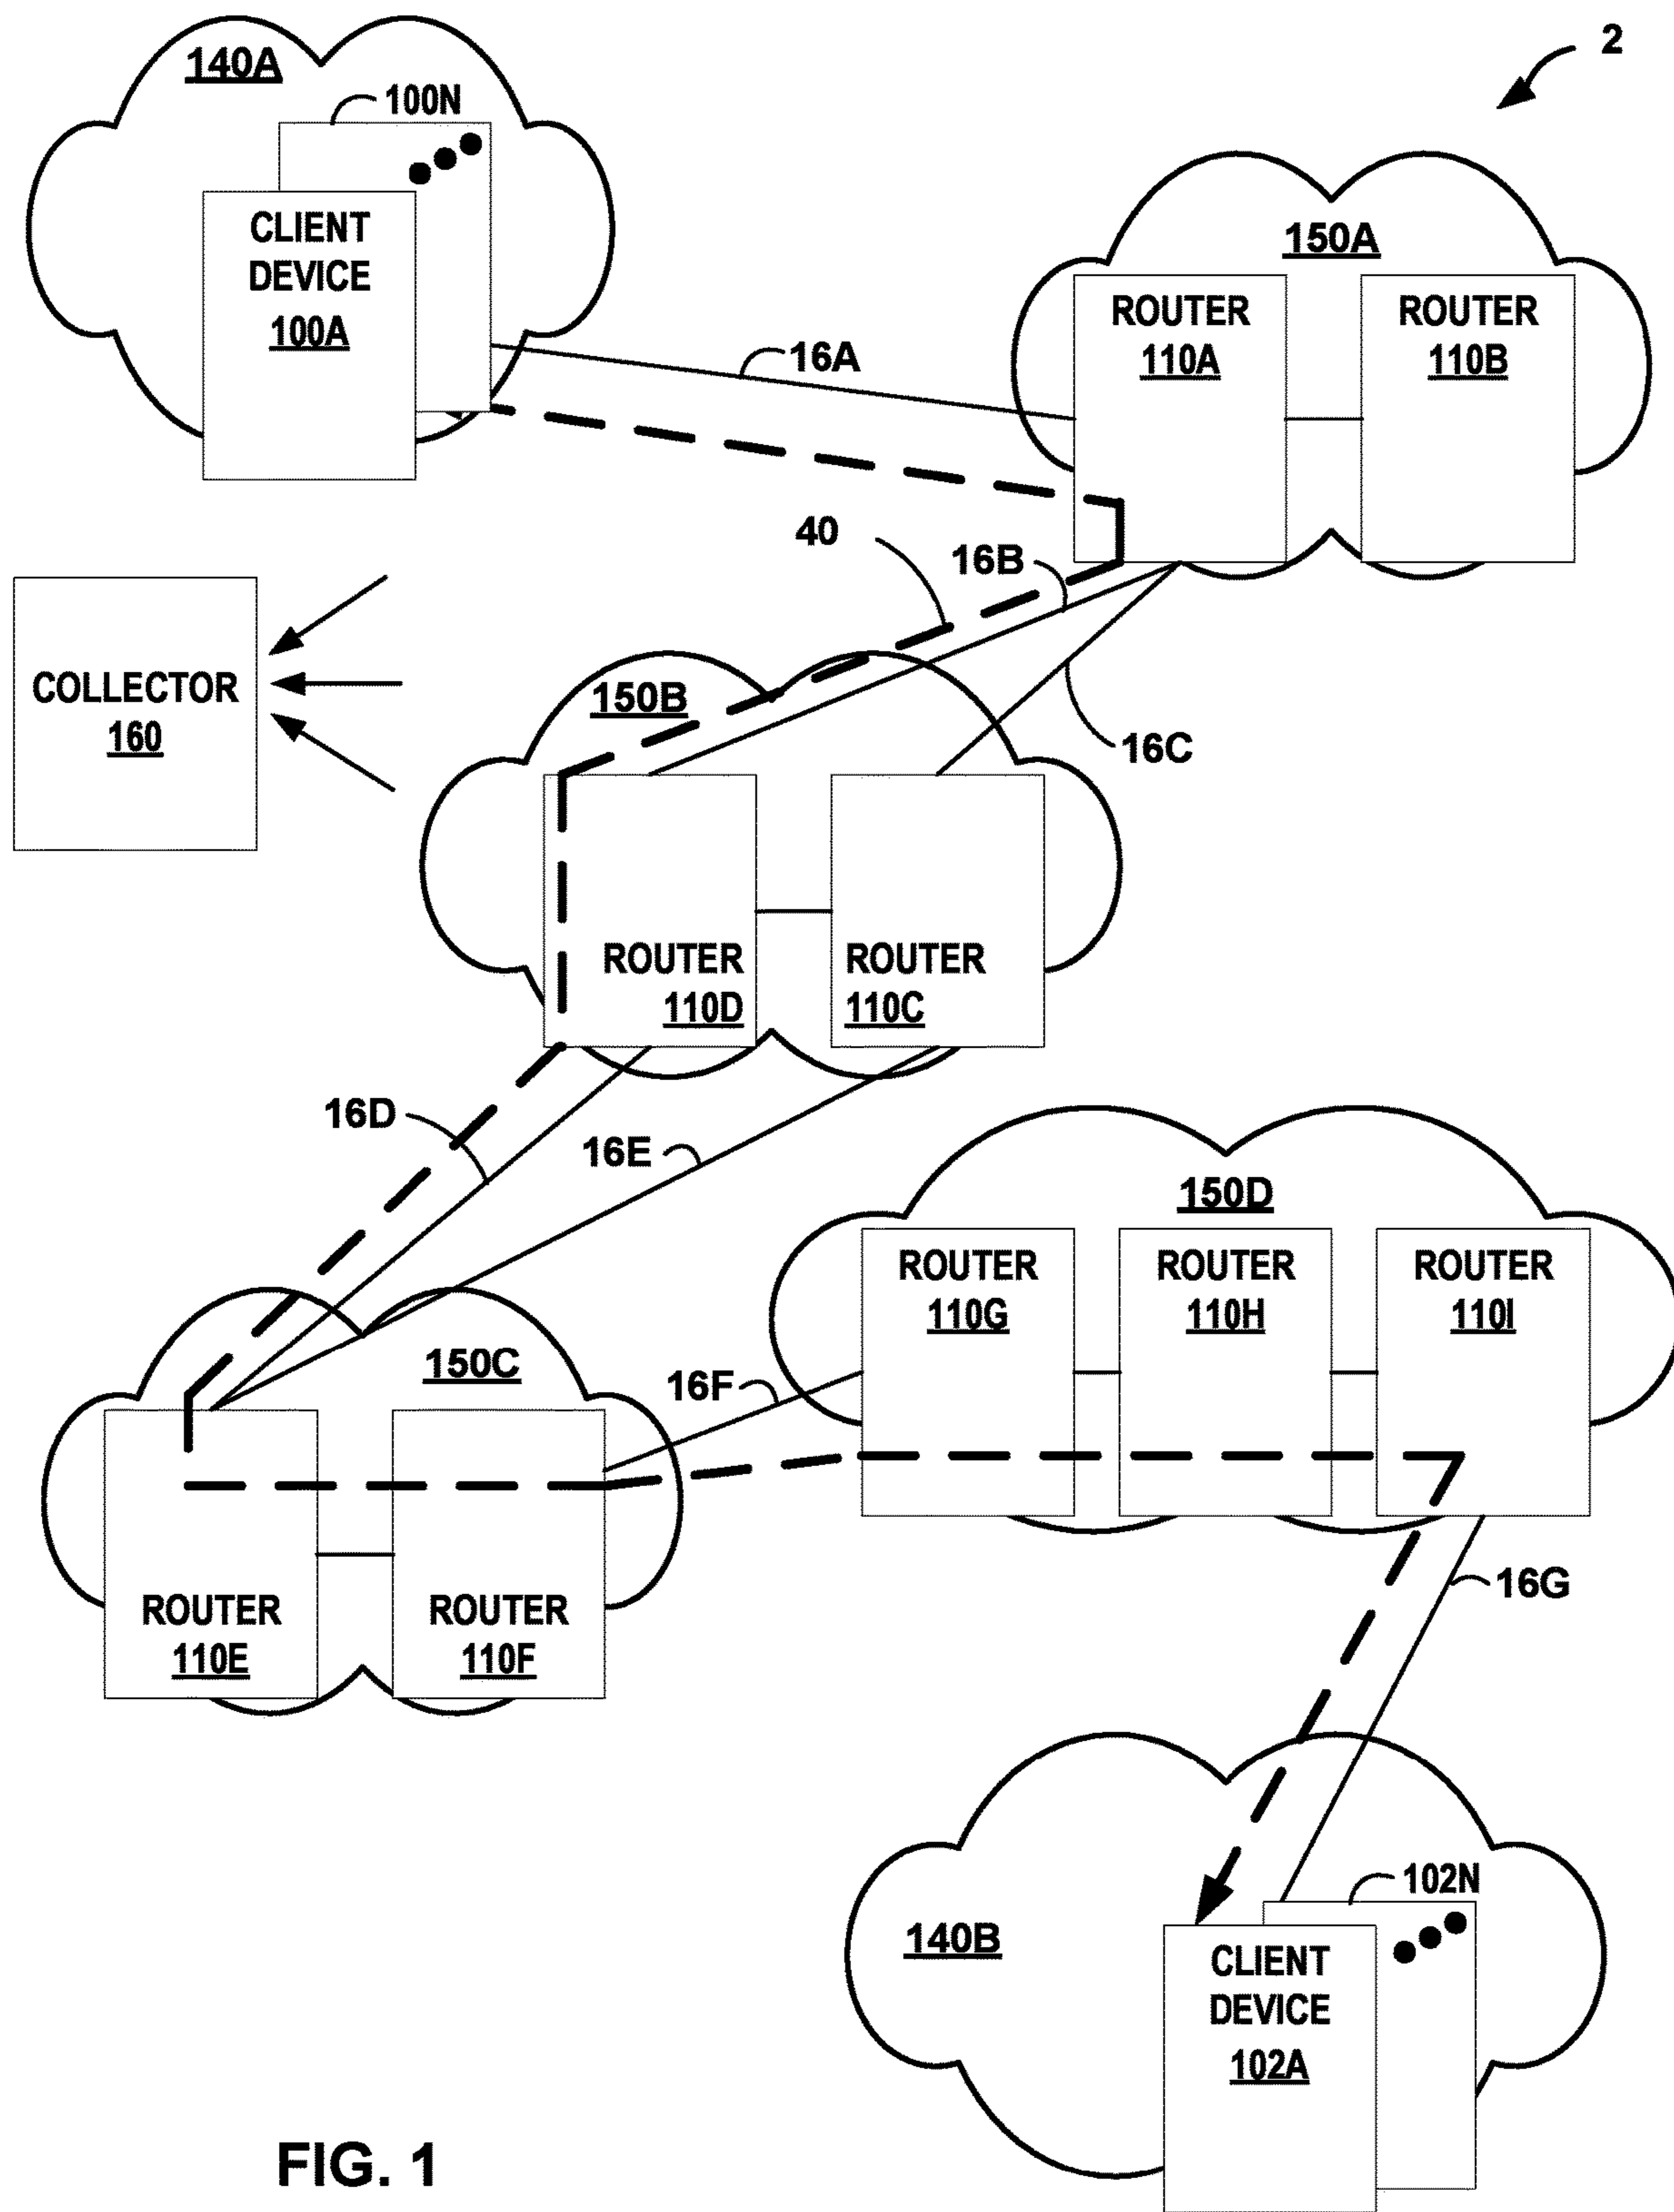 2
140A
100N
CLIENT
DEVICE
100A
150A
ROUTER
110A
ROUTER
110B
16A
40
16B
16C
COLLECTOR
160
150B
ROUTER
110D
ROUTER
110C
16D
16E
150D
ROUTER
110G
ROUTER
110H
ROUTER
110I
150C
16F
ROUTER
110E
ROUTER
110F
16G
140B
102N
CLIENT
DEVICE
102A
FIG. 1